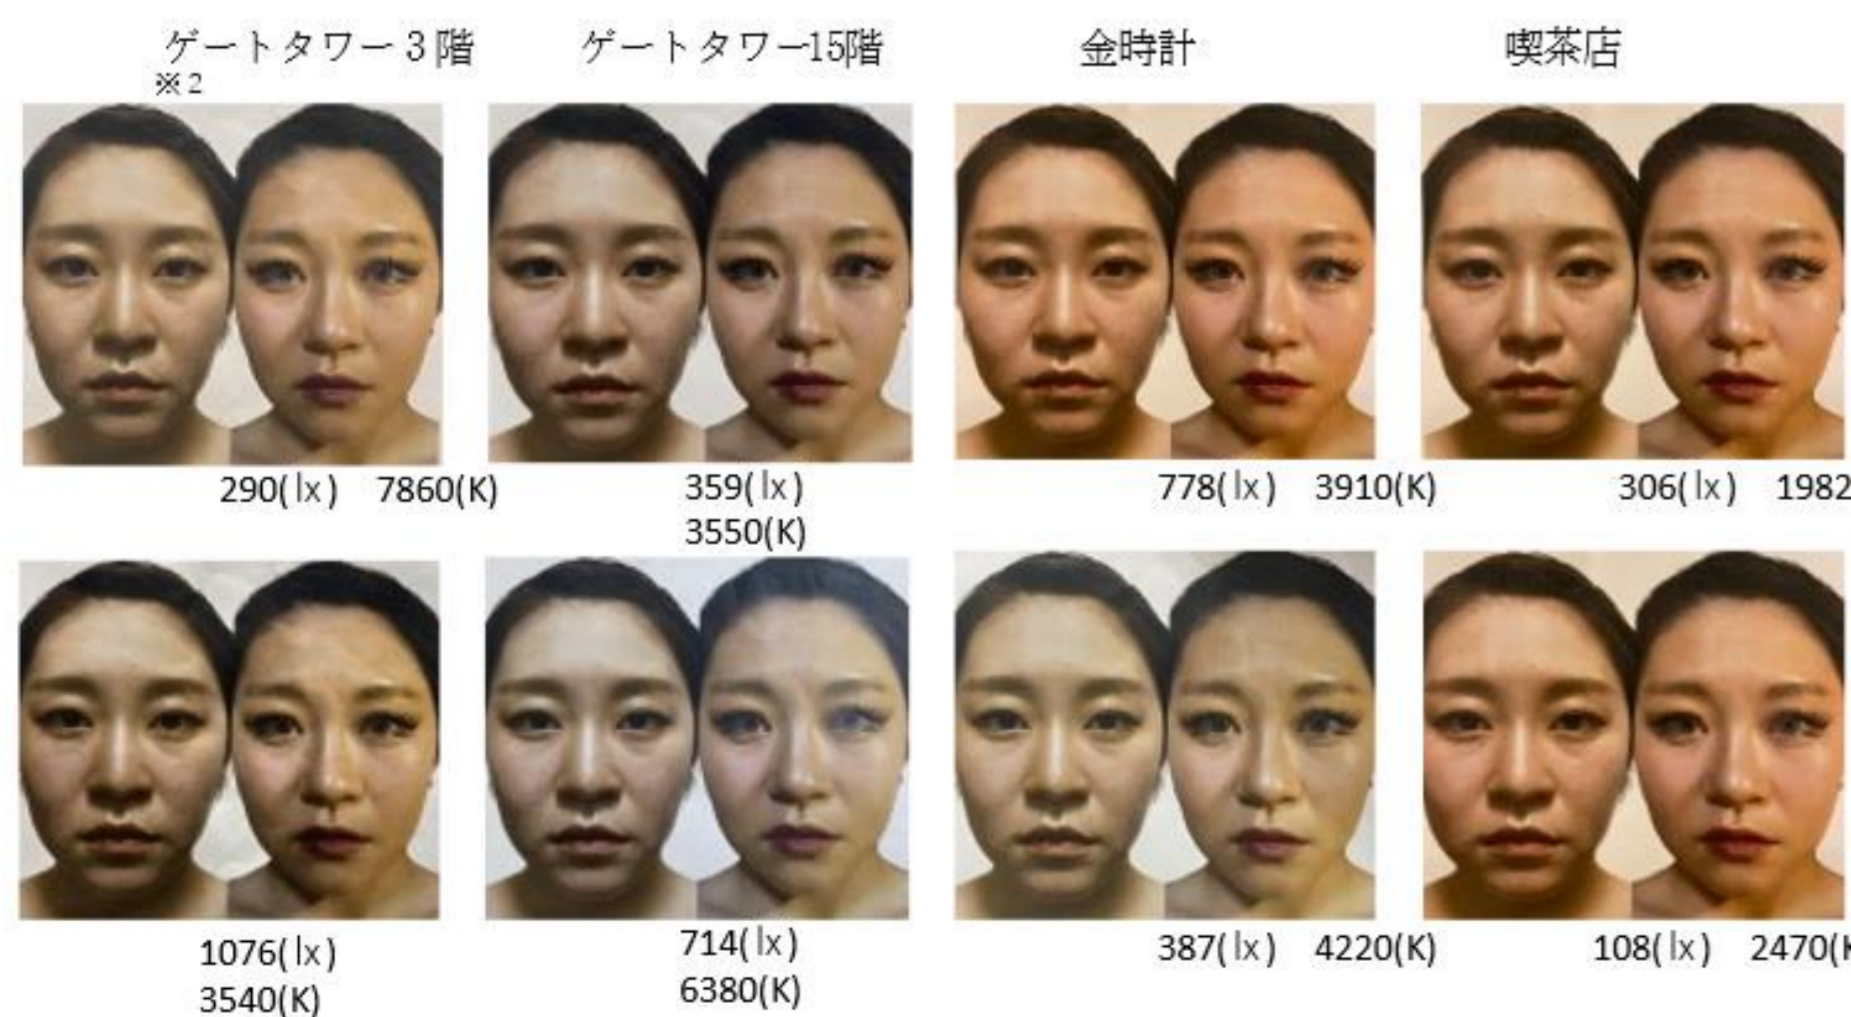 ゲートタワー３階
※2
ゲートタワー15階
金時計
喫茶店
290(lx) 7860(K)
359(lx)
3550(K)
778(lx) 3910(K)
306(lx) 1982
1076(lx)
3540(K)
714(lx)
6380(K)
387(lx) 4220(K)
108(lx) 2470(K